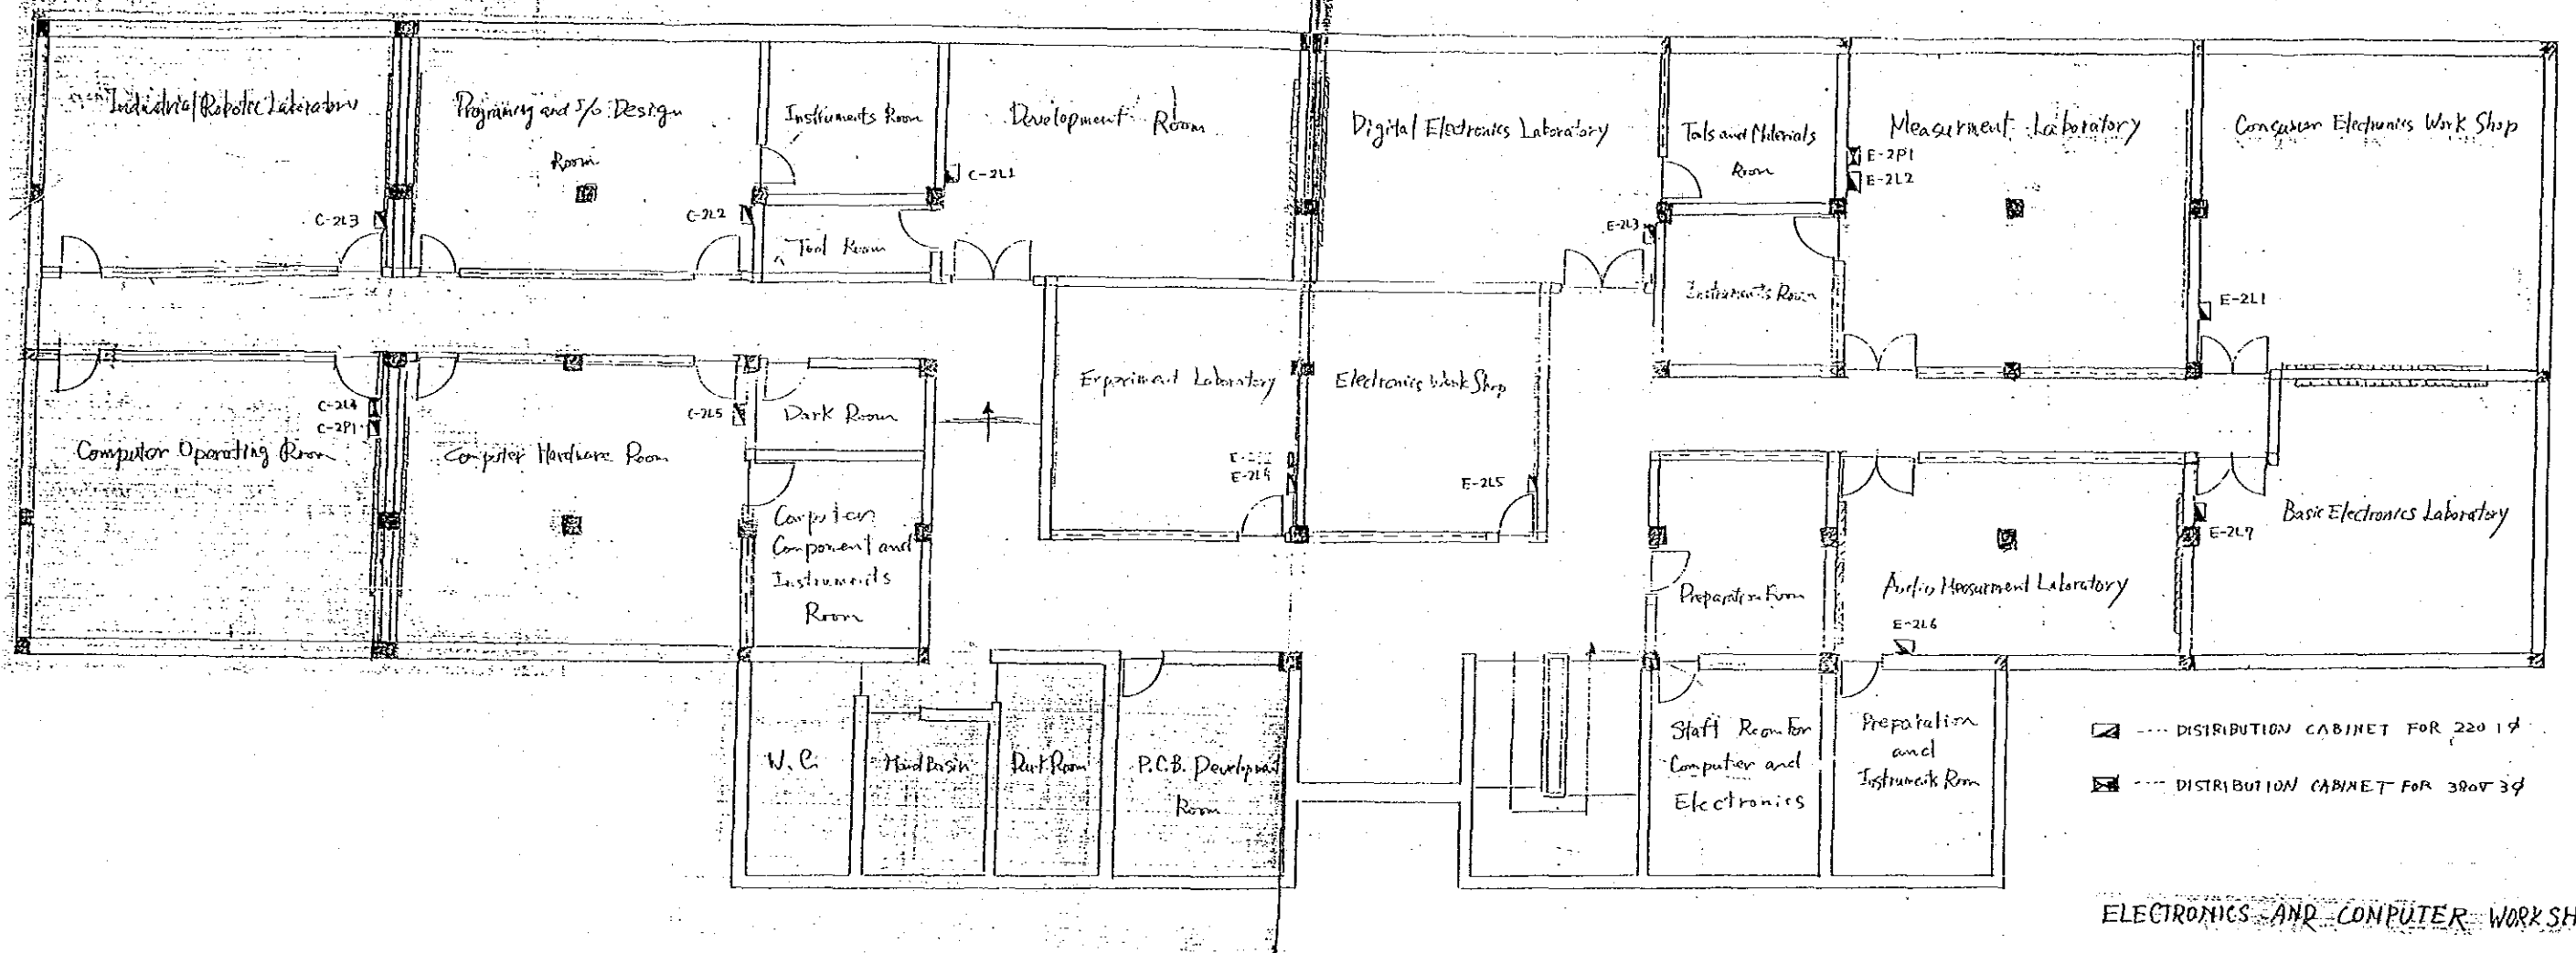 Industrial Robotic Laboratory
Programing and S/o Design
Room
Instruments Room
Development Room
Digital Electronics Laboratory
Tools and Materials
Room
Measurment Laboratory
Consumer Electronics Work Shop
C-2L3
C-2L2
C-2L1
E-2L3
E-2P1
E-2L2
E-2L1
Tool Room
Instruments Room
Computer Operating Room
C-2L4
C-2P1
Computer Hardware Room
C-2L5
Dark Room
Computer
Component and
Instruments
Room
Experiment Laboratory
E-2L4
Electronics Work Shop
E-2L5
Preparation Room
Audio Measurment Laboratory
E-2L6
Basic Electronics Laboratory
E-2L7
W.C.
Hand Basin
Dark Room
P.C.B. Development
Room
Staff Room For
Computer and
Electronics
Preparation
and
Instruments Room
---- DISTRIBUTION CABINET FOR 220 1φ
---- DISTRIBUTION CABINET FOR 380V 3φ
ELECTRONICS AND COMPUTER WORKSH